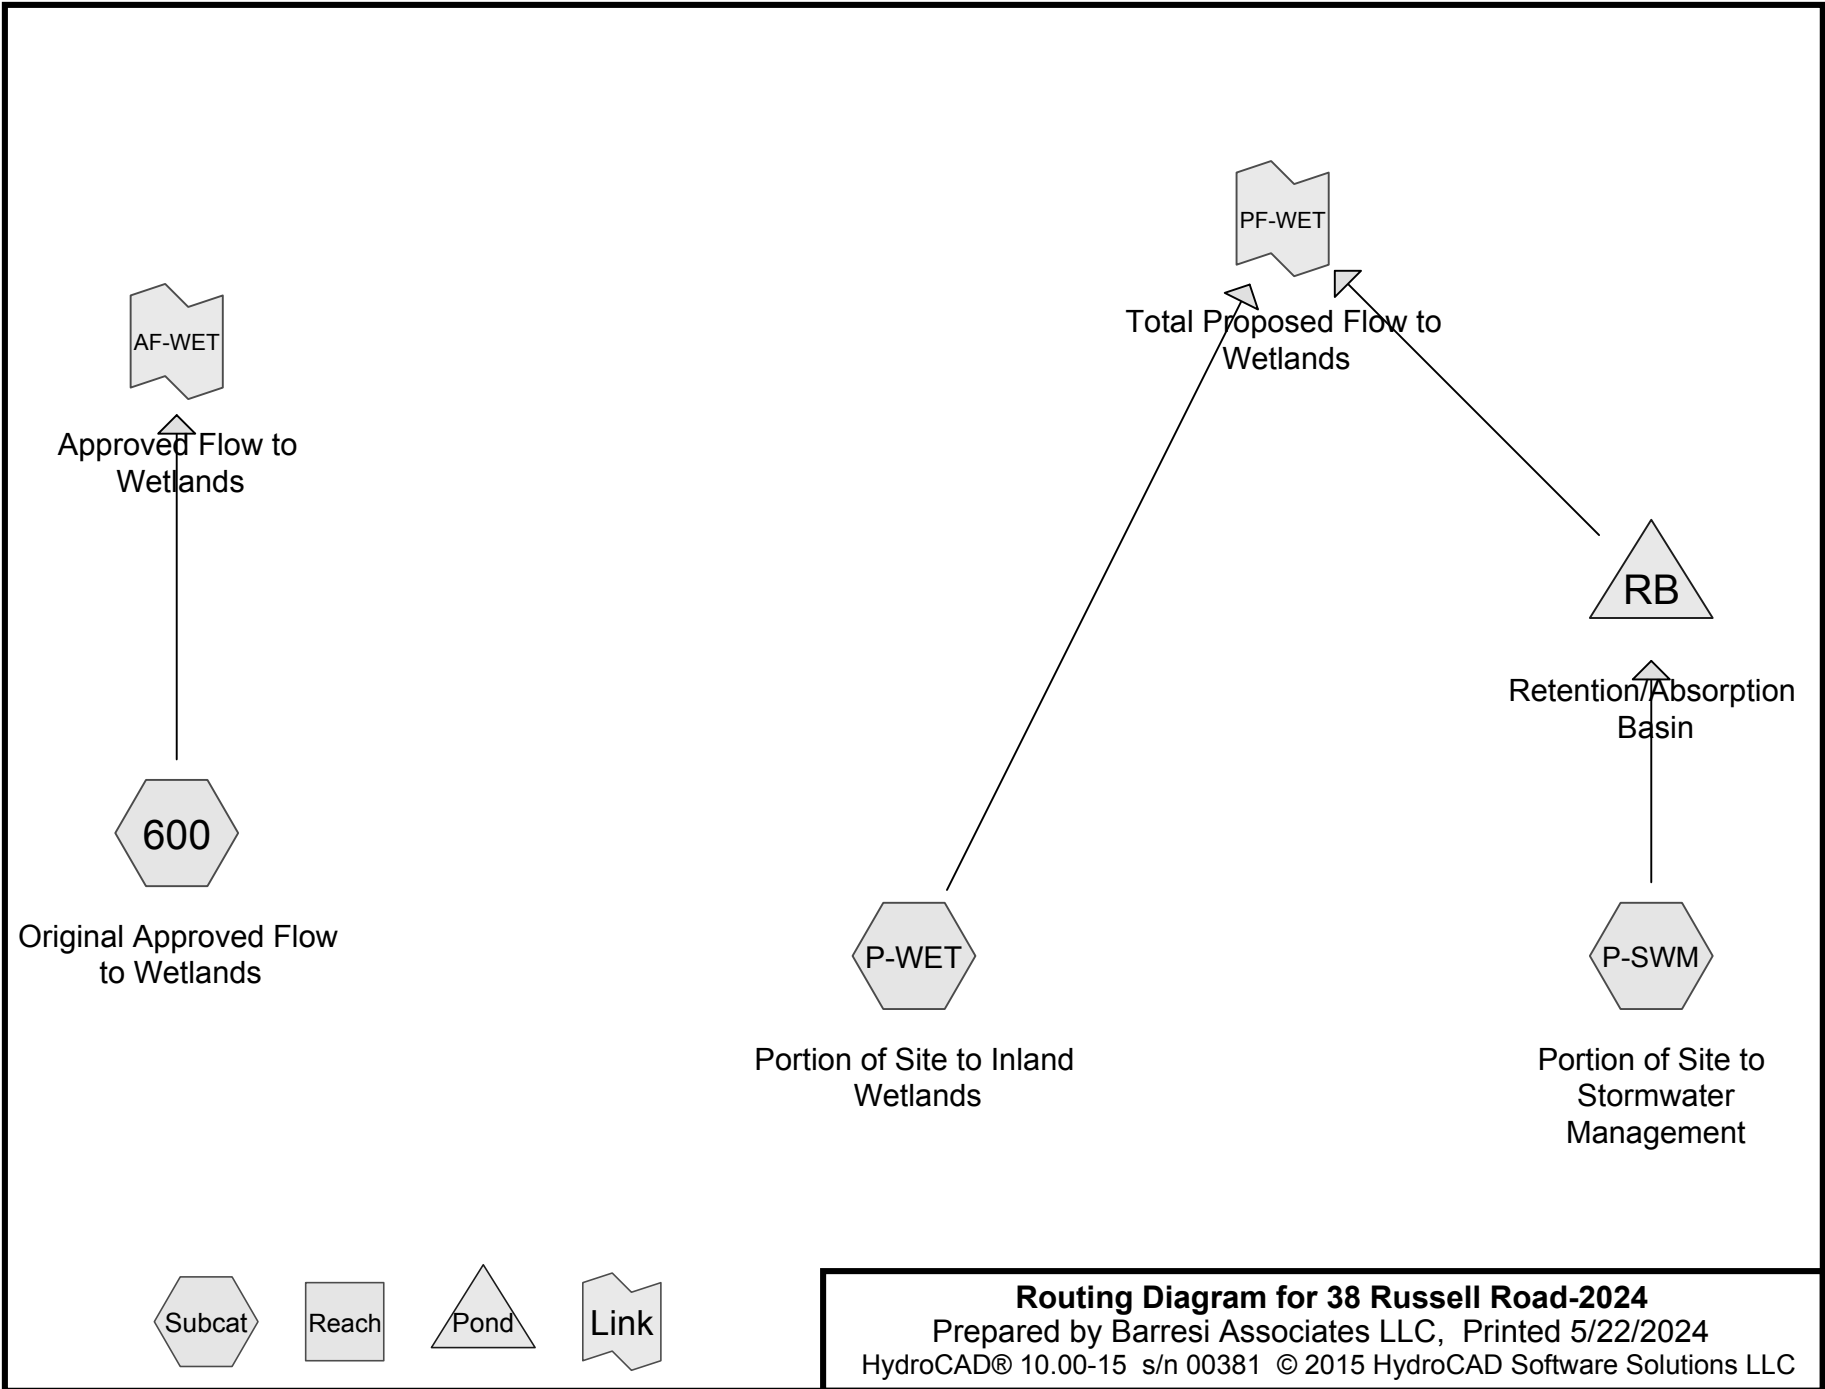 PF-WET
Total Proposed Flow to
Wetlands
AF-WET
Approved Flow to
Wetlands
RB
Retention/Absorption
Basin
600
Original Approved Flow
to Wetlands
P-WET
Portion of Site to Inland
Wetlands
P-SWM
Portion of Site to
Stormwater
Management
Subcat
Reach
Pond
Link
Routing Diagram for 38 Russell Road-2024
Prepared by Barresi Associates LLC, Printed 5/22/2024
HydroCAD® 10.00-15 s/n 00381 © 2015 HydroCAD Software Solutions LLC